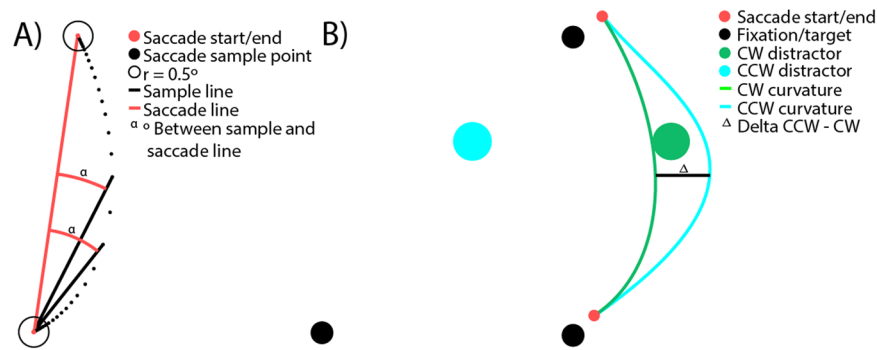 A)
Saccade start/end
Saccade sample point
r = 0.5º
Sample line
Saccade line
α º Between sample and
saccade line
α
α
B)
Saccade start/end
Fixation/target
CW distractor
CCW distractor
CW curvature
CCW curvature
Δ Delta CCW - CW
Δ